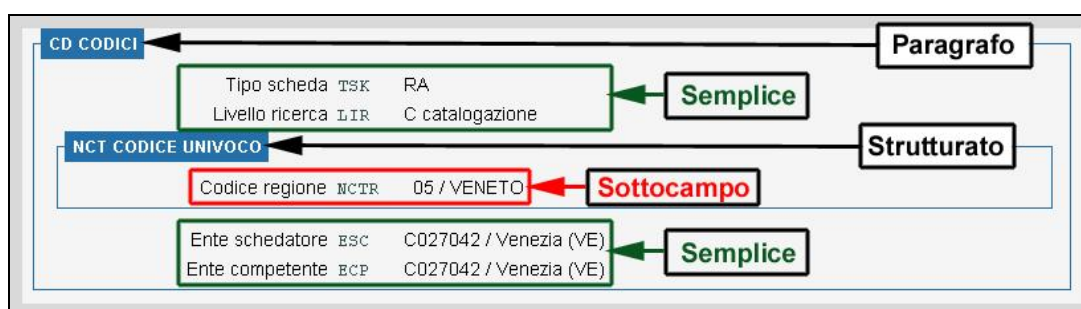 CD CODICI
Paragrafo
Tipo scheda TSK RA
Semplice
Livello ricerca LIR C catalogazione
NCT CODICE UNIVOCO
Strutturato
Codice regione NCTR 05 / VENETO
Sottocampo
Ente schedatore ESC C027042 / Venezia (VE)
Semplice
Ente competente ECP C027042 / Venezia (VE)